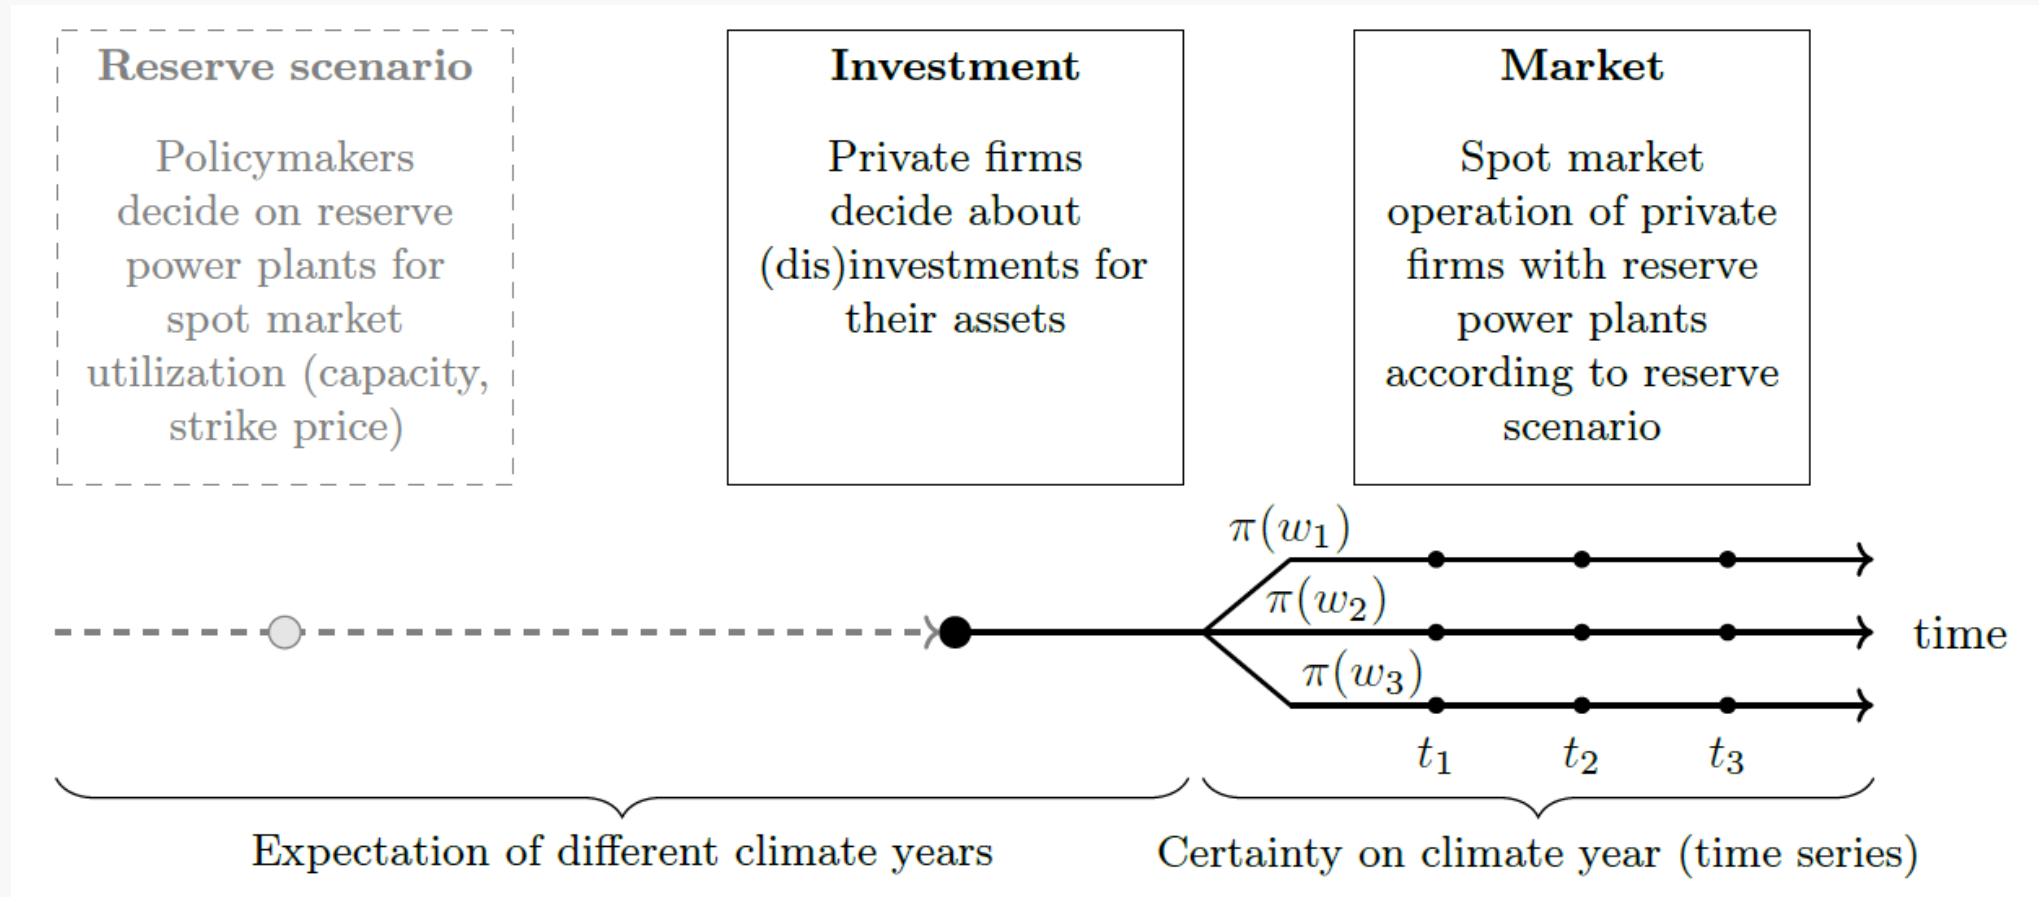 Reserve scenario
Policymakers
decide on reserve
power plants for
spot market
utilization (capacity,
strike price)
Investment
Private firms
decide about
(dis)investments for
their assets
Market
Spot market
operation of private
firms with reserve
power plants
according to reserve
scenario
π(w₁)
π(w₂)
π(w₃)
time
t₁ t₂ t₃
Expectation of different climate years
Certainty on climate year (time series)